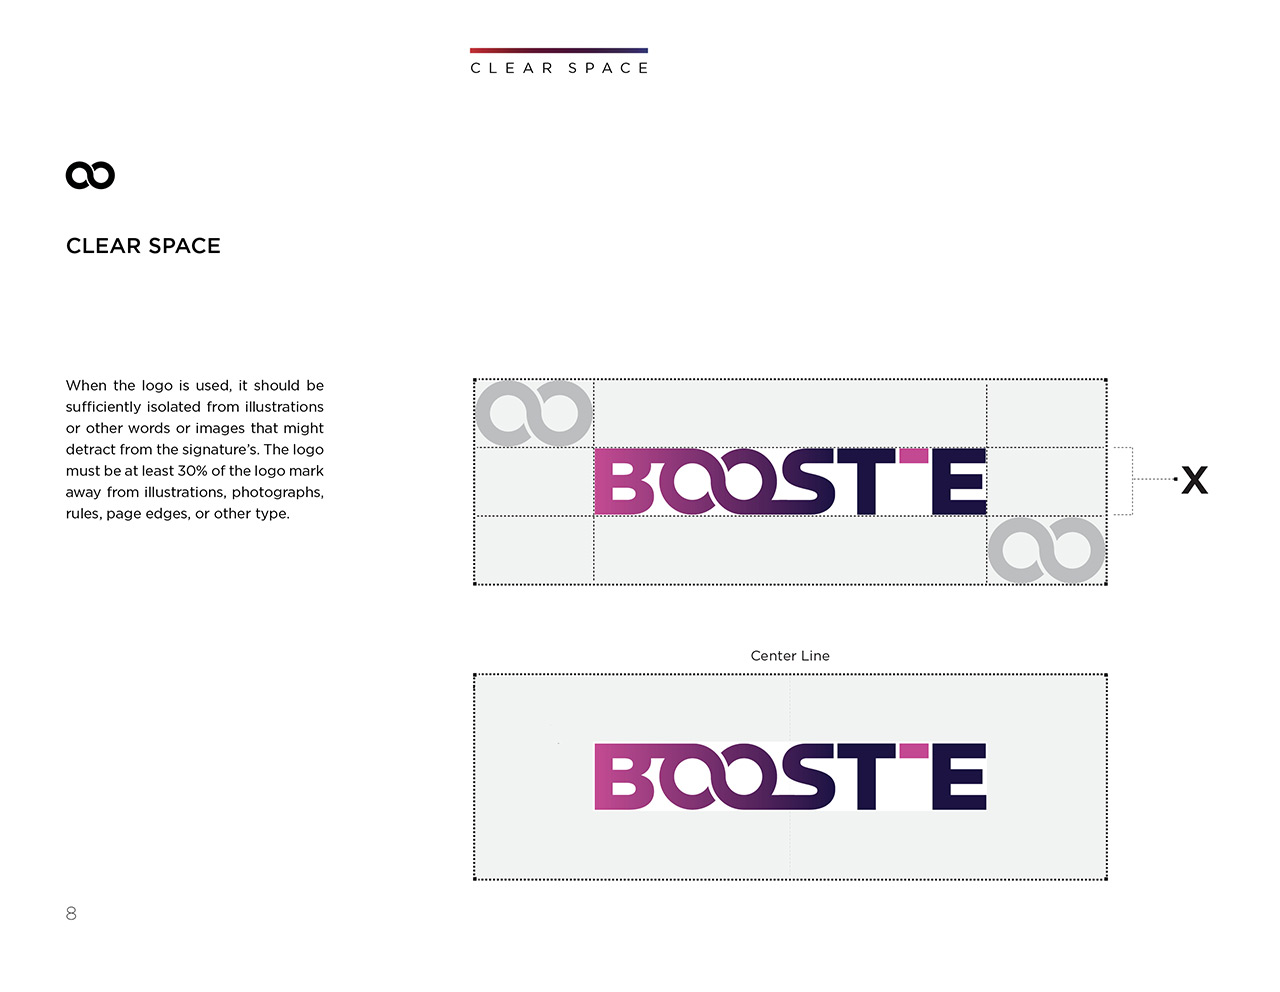 CLEAR SPACE
CLEAR SPACE
When the logo is used, it should be
sufficiently isolated from illustrations
or other words or images that might
detract from the signature’s. The logo
must be at least 30% of the logo mark
away from illustrations, photographs,
rules, page edges, or other type.
BOOST-E
X
Center Line
BOOST-E
8